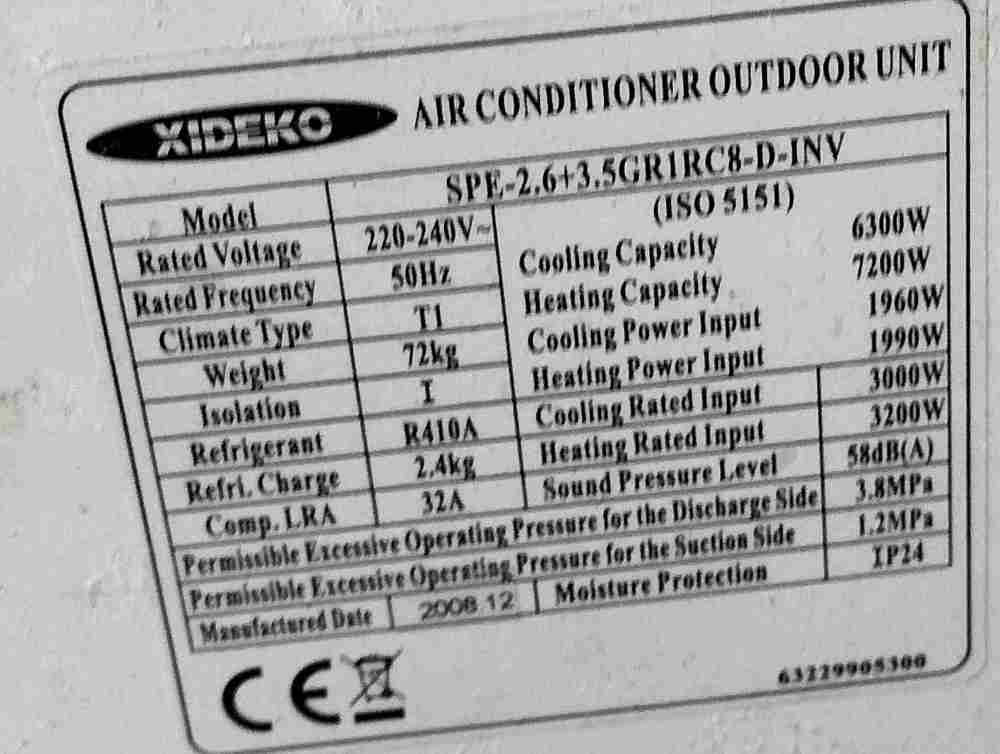 XIDEKO AIR CONDITIONER OUTDOOR UNIT
Model SPE-2.6+3.5GR1RC8-D-INV
Rated Voltage 220-240V~ (ISO 5151)
Rated Frequency 50Hz Cooling Capacity 6300W
Climate Type T1 Heating Capacity 7200W
Weight 72kg Cooling Power Input 1960W
Isolation I Heating Power Input 1990W
Refrigerant R410A Cooling Rated Input 3000W
Refri. Charge 2.4kg Heating Rated Input 3200W
Comp. LRA 32A Sound Pressure Level 58dB(A)
Permissible Excessive Operating Pressure for the Discharge Side 3.8MPa
Permissible Excessive Operating Pressure for the Suction Side 1.2MPa
Manufactured Date 2008 12 Moisture Protection IP24
CE 63229905300